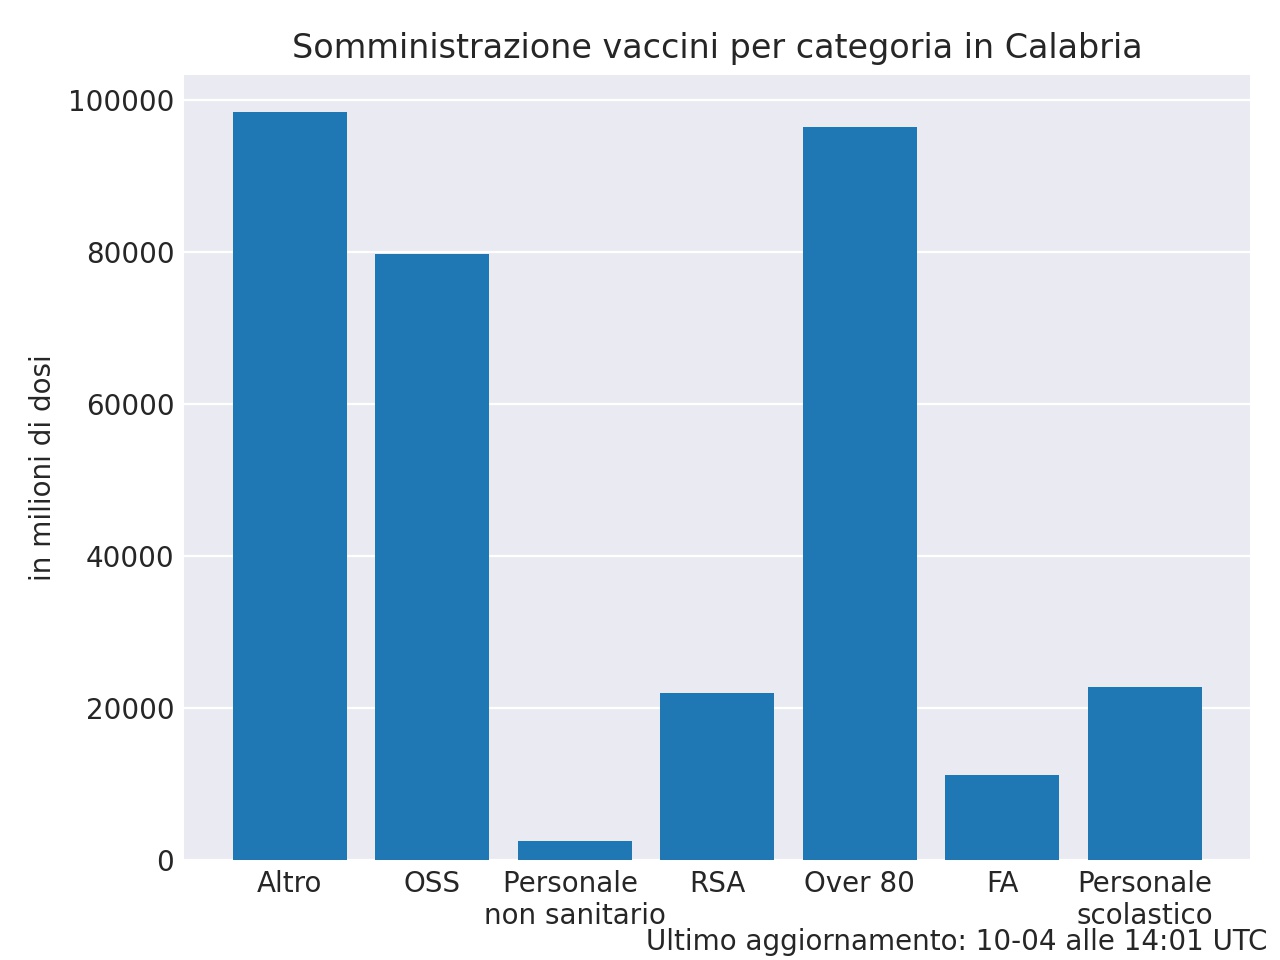 Somministrazione vaccini per categoria in Calabria
100000
80000
60000
40000
20000
0
in milioni di dosi
Altro OSS Personale RSA Over 80 FA Personale
non sanitario scolastico
Ultimo aggiornamento: 10-04 alle 14:01 UTC